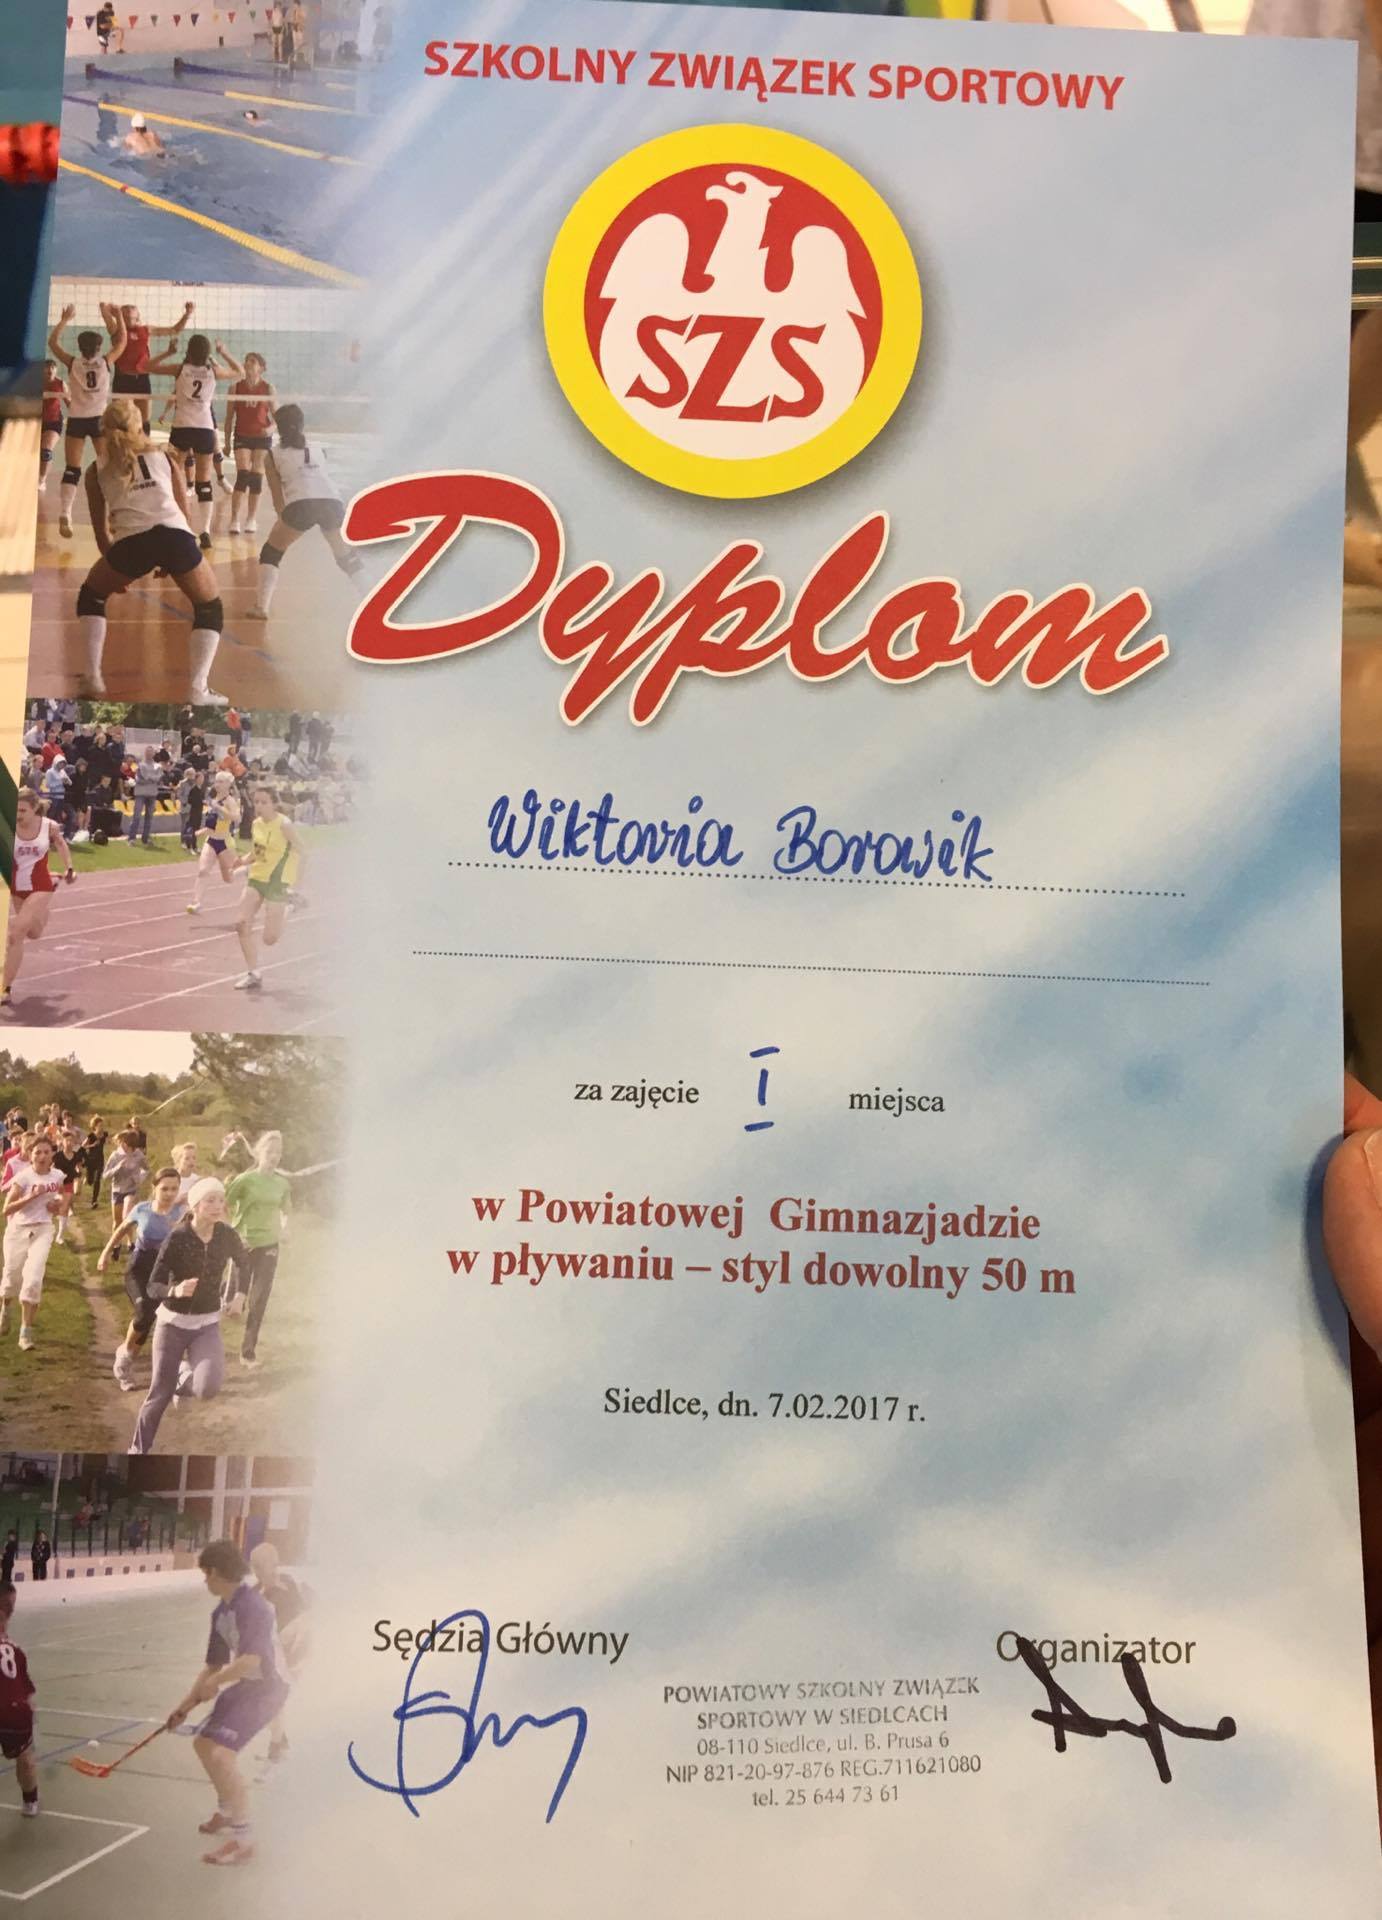 SZKOLNY ZWIĄZEK SPORTOWY
SZS
Dyplom
Wiktoria Borowik
za zajęcie I miejsca
w Powiatowej Gimnazjadzie
w pływaniu – styl dowolny 50 m
Siedlce, dn. 7.02.2017 r.
Sędzia Główny
Organizator
POWIATOWY SZKOLNY ZWIĄZEK
SPORTOWY W SIEDLCACH
08-110 Siedlce, ul. B. Prusa 6
NIP 821-20-97-876 REG.711621080
tel. 25 644 73 61